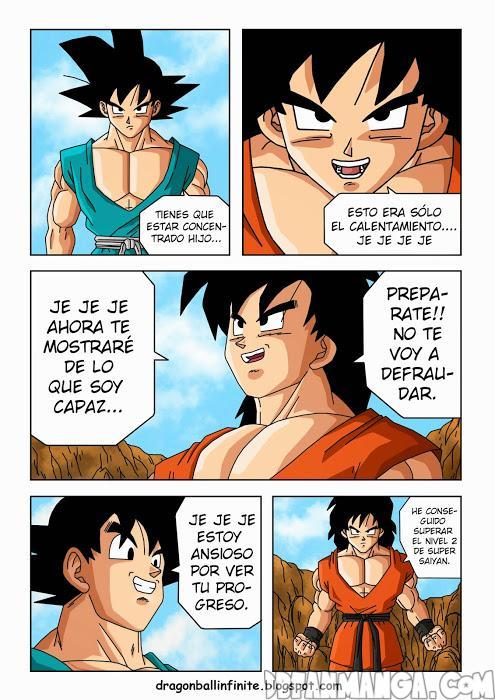 TIENES QUE
ESTAR CONCEN-
TRADO HIJO...
ESTO ERA SÓLO
EL CALENTAMIENTO....
JE JE JE JE
JE JE JE
AHORA TE
MOSTRARÉ
DE LO
QUE SOY
CAPAZ...
PREPA-
RATE!!
NO TE
VOY A
DEFRAU-
DAR.
JE JE JE
ESTOY
ANSIOSO
POR VER
TU PRO-
GRESO.
HE CONSE-
GUIDO
SUPERAR
EL NIVEL 2
DE SUPER
SAIYAN.
dragonballinfinite.blogspot.com